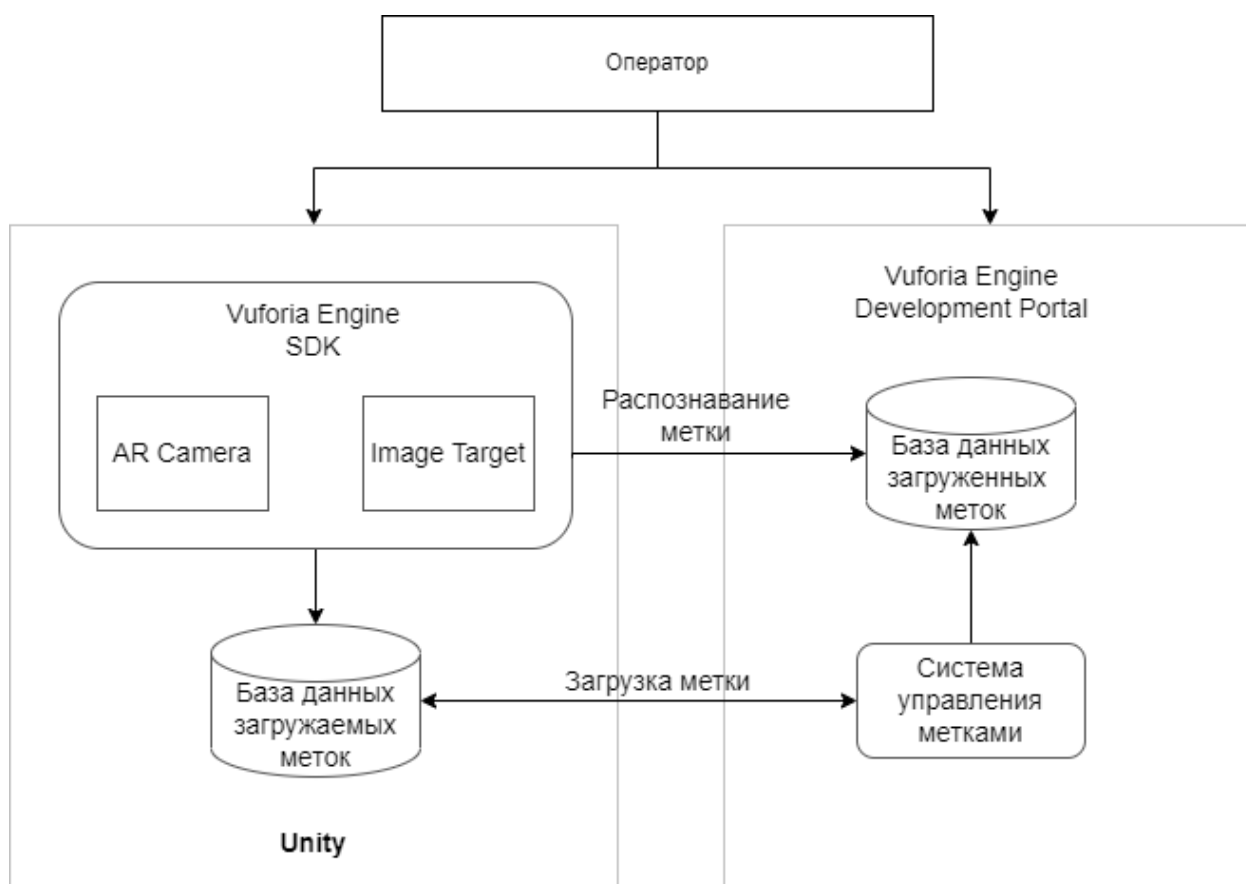 Оператор
Vuforia Engine
SDK
AR Camera
Image Target
Распознавание
метки
Vuforia Engine
Development Portal
База данных
загруженных
меток
База данных
загружаемых
меток
Загрузка метки
Система
управления
метками
Unity